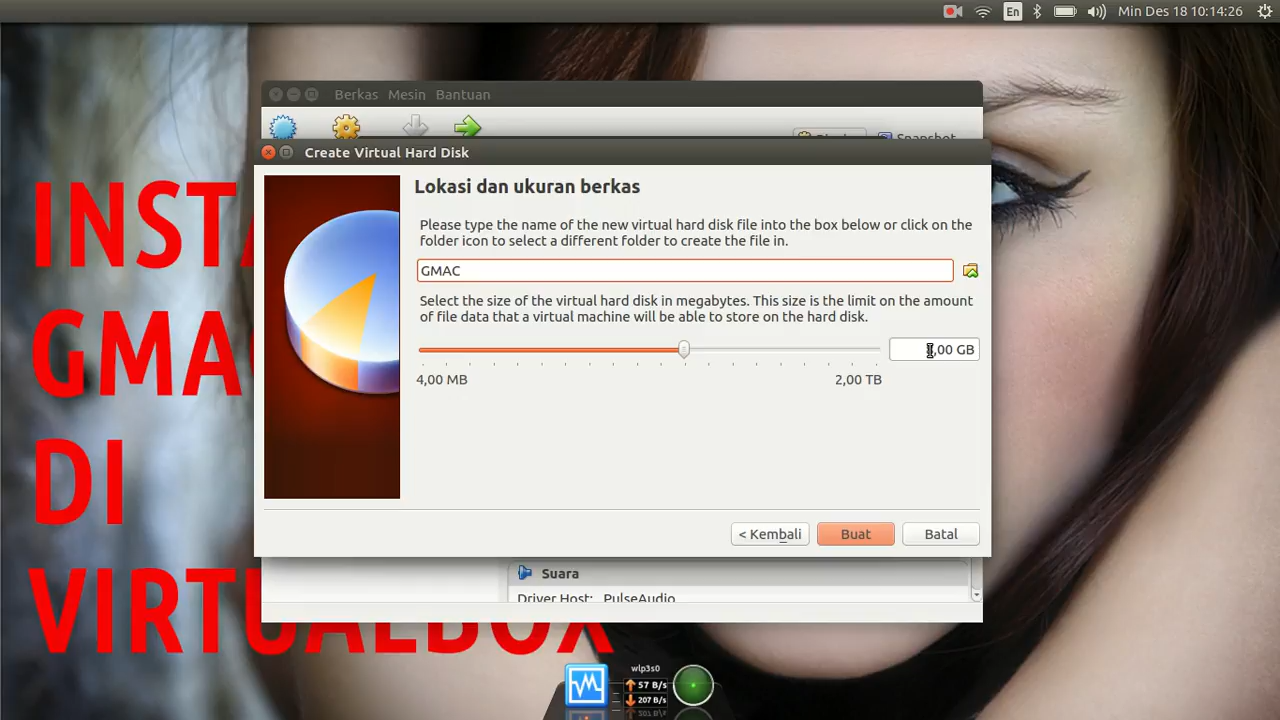 En
Min Des 18 10:14:26
Berkas Mesin Bantuan
Snapshot
Create Virtual Hard Disk
Lokasi dan ukuran berkas
Please type the name of the new virtual hard disk file into the box below or click on the
folder icon to select a different folder to create the file in.
GMAC
Select the size of the virtual hard disk in megabytes. This size is the limit on the amount
of file data that a virtual machine will be able to store on the hard disk.
,00 GB
4,00 MB
2,00 TB
< Kembali
Buat
Batal
Suara
Driver Host: PulseAudio
INST
GMA
DI
VIRTUALBOX
wlp3s0
57 B/s
207 B/s